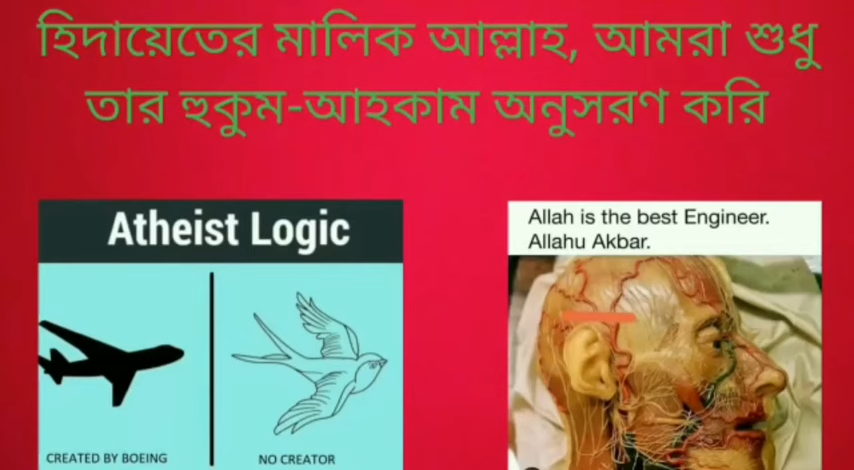 হিদায়েতের মালিক আল্লাহ, আমরা শুধু
তার হুকুম-আহকাম অনুসরণ করি
Atheist Logic
CREATED BY BOEING
NO CREATOR
Allah is the best Engineer.
Allahu Akbar.